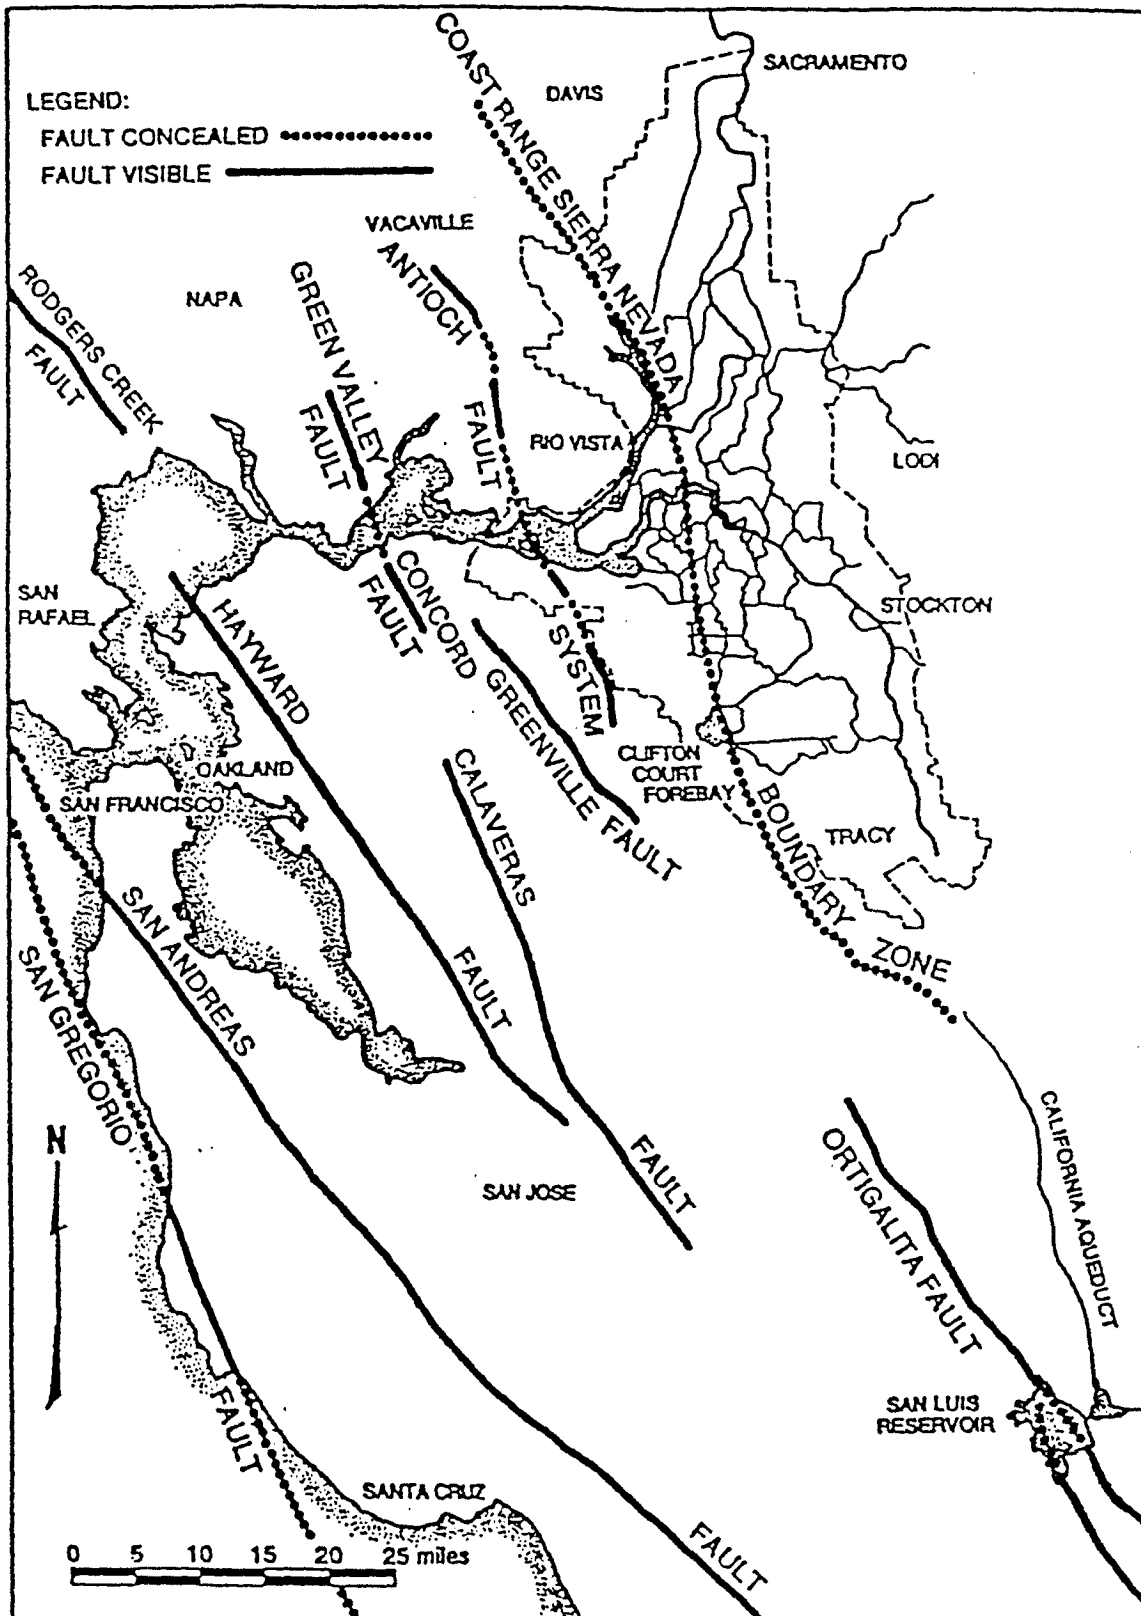 COAST RANGE SIERRA NEVADA
SACRAMENTO
DAVIS
LEGEND:
FAULT CONCEALED
FAULT VISIBLE
VACAVILLE
ANTIOCH
FAULT
SYSTEM
NAPA
GREEN VALLEY
FAULT
RODGERS CREEK
FAULT
RIO VISTA
LODI
SAN
RAFAEL
HAYWARD
FAULT
CONCORD
FAULT
GREENVILLE FAULT
STOCKTON
CLIFTON
COURT
FOREBAY
BOUNDARY
ZONE
TRACY
OAKLAND
SAN FRANCISCO
CALAVERAS
FAULT
SAN ANDREAS
FAULT
SAN GREGORIO
FAULT
N
SAN JOSE
ORTIGALITA FAULT
CALIFORNIA AQUEDUCT
SAN LUIS
RESERVOIR
SANTA CRUZ
0 5 10 15 20 25 miles